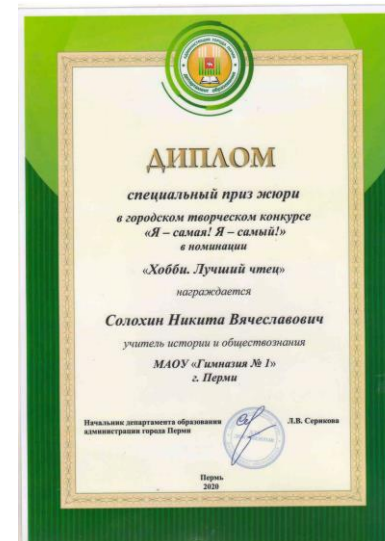 ДИПЛОМ
специальный приз жюри
в городском творческом конкурсе
«Я – самая! Я – самый!»
в номинации
«Хобби. Лучший чтец»
награждается
Солохин Никита Вячеславович
учитель истории и обществознания
МАОУ «Гимназия № 1»
г. Перми
Начальник департамента образования
администрации города Перми
Л.В. Серикова
Пермь
2020